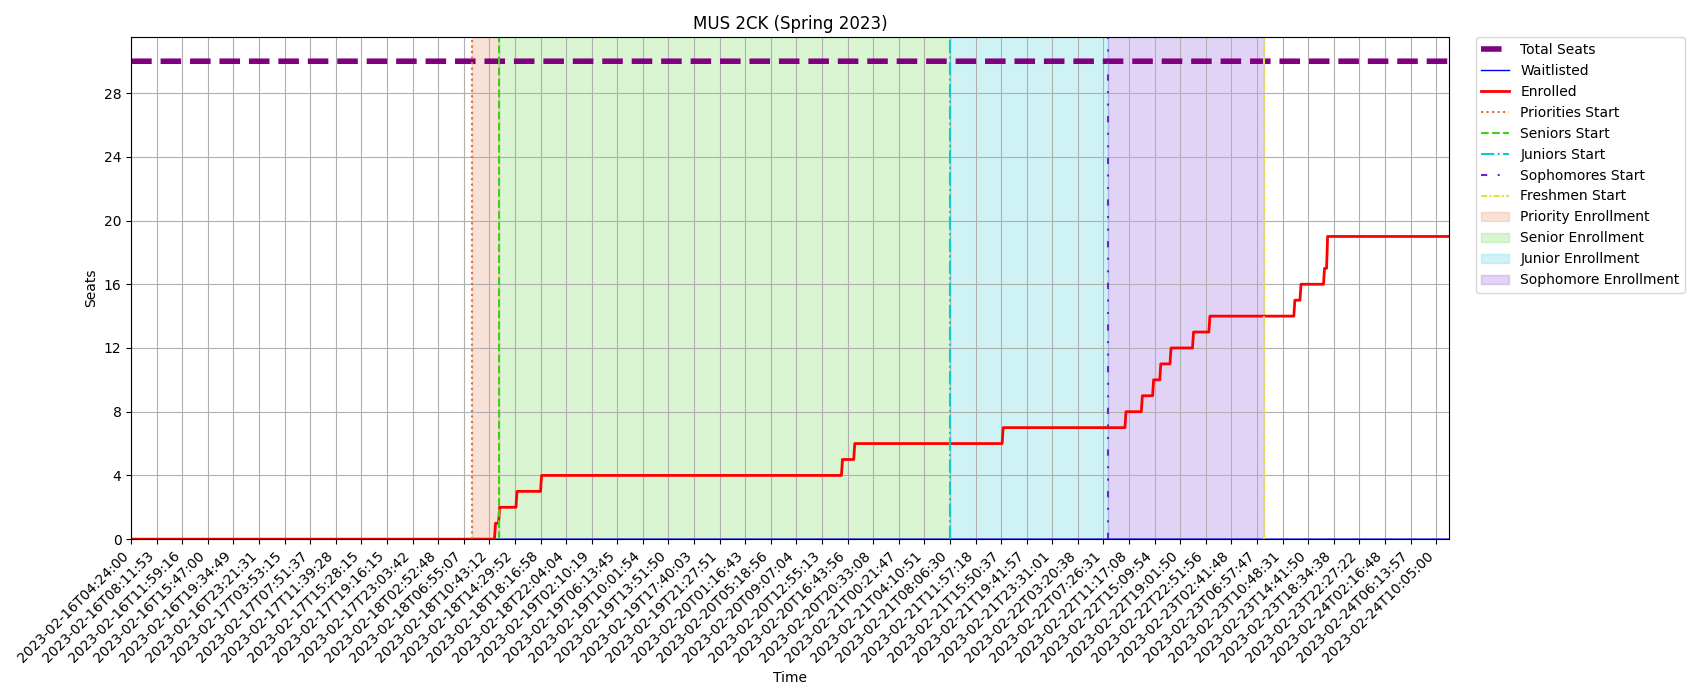 MUS 2CK (Spring 2023)
Total Seats
Waitlisted
Enrolled
Priorities Start
Seniors Start
Juniors Start
Sophomores Start
Freshmen Start
Priority Enrollment
Senior Enrollment
Junior Enrollment
Sophomore Enrollment
Seats
28
24
20
16
12
8
4
0
2023-02-16T04:24:00
2023-02-16T08:11:53
2023-02-16T11:59:16
2023-02-16T15:47:00
2023-02-16T19:34:49
2023-02-16T23:21:31
2023-02-17T03:53:15
2023-02-17T07:51:37
2023-02-17T11:39:28
2023-02-17T15:28:15
2023-02-17T19:16:15
2023-02-17T23:03:42
2023-02-18T02:52:48
2023-02-18T06:55:07
2023-02-18T10:43:12
2023-02-18T14:29:52
2023-02-18T18:16:58
2023-02-18T22:04:04
2023-02-19T02:10:19
2023-02-19T06:13:45
2023-02-19T10:01:54
2023-02-19T13:51:50
2023-02-19T17:40:03
2023-02-19T21:27:51
2023-02-20T01:16:43
2023-02-20T05:18:56
2023-02-20T09:07:04
2023-02-20T12:55:13
2023-02-20T16:43:56
2023-02-20T20:33:08
2023-02-21T00:21:47
2023-02-21T04:10:51
2023-02-21T08:06:30
2023-02-21T11:57:18
2023-02-21T15:50:37
2023-02-21T19:41:57
2023-02-21T23:31:01
2023-02-22T03:20:38
2023-02-22T07:26:31
2023-02-22T11:17:08
2023-02-22T15:09:54
2023-02-22T19:01:50
2023-02-22T22:51:56
2023-02-23T02:41:48
2023-02-23T06:57:47
2023-02-23T10:48:31
2023-02-23T14:41:50
2023-02-23T18:34:38
2023-02-23T22:27:22
2023-02-24T02:16:48
2023-02-24T06:13:57
2023-02-24T10:05:00
Time